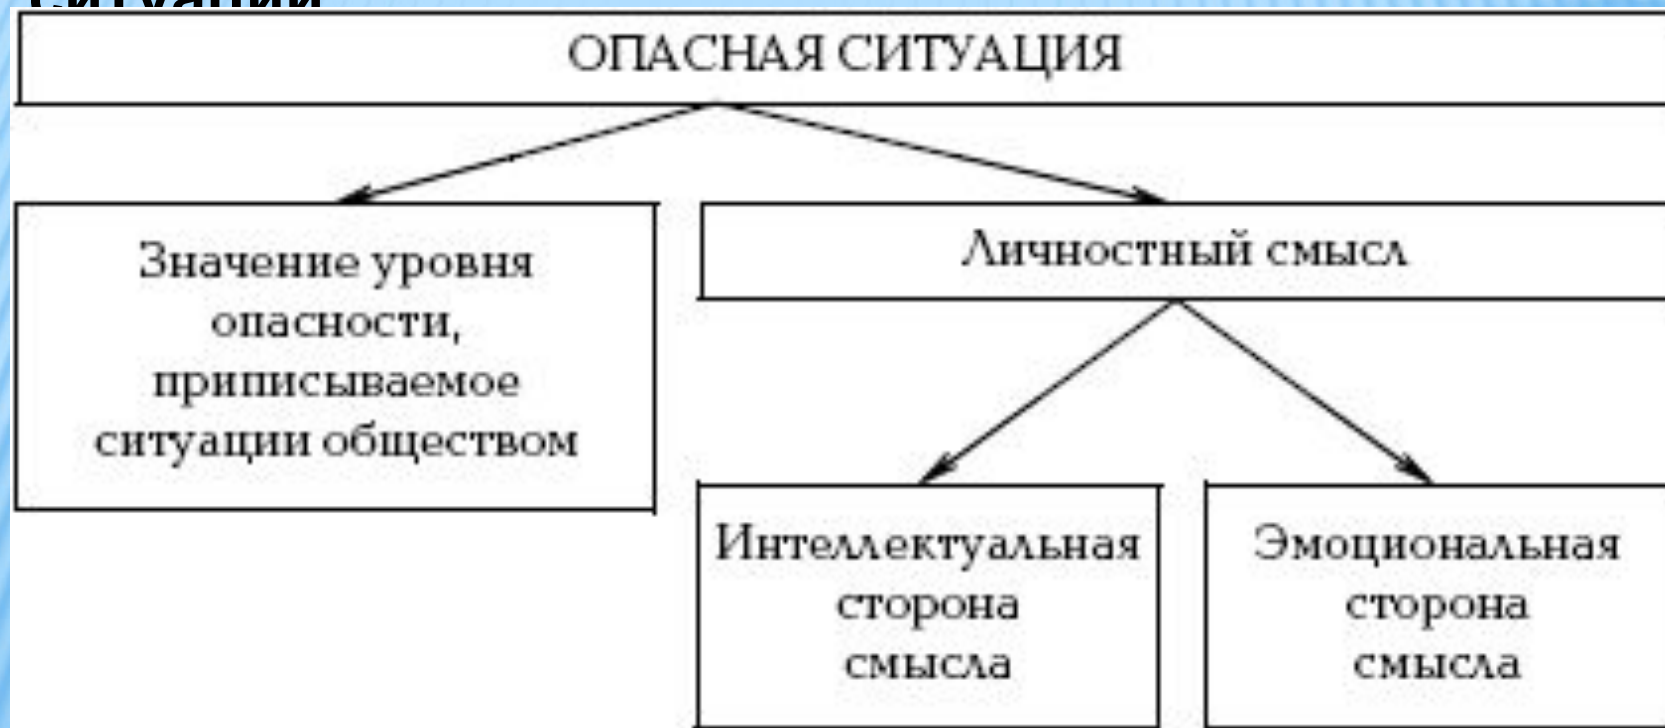 ОПАСНАЯ СИТУАЦИЯ
Значение уровня
опасности,
приписываемое
ситуации обществом
Личностный смысл
Интеллектуальная
сторона
смысла
Эмоциональная
сторона
смысла